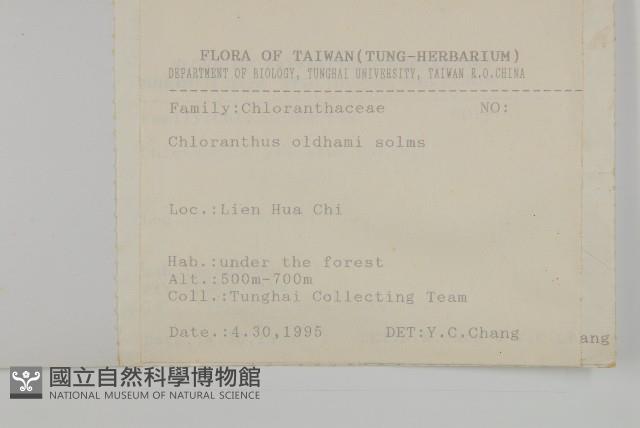 FLORA OF TAIWAN(TUNG-HERBARIUM)
DEPARTMENT OF BIOLOGY, TUNGHAI UNIVERSITY, TAIWAN R.O.CHINA
Family:Chloranthaceae NO:
Chloranthus oldhami solms
Loc.:Lien Hua Chi
Hab.:under the forest
Alt.:500m-700m
Coll.:Tunghai Collecting Team
Date.:4.30,1995 DET:Y.C.Chang
ang
國立自然科學博物館
NATIONAL MUSEUM OF NATURAL SCIENCE